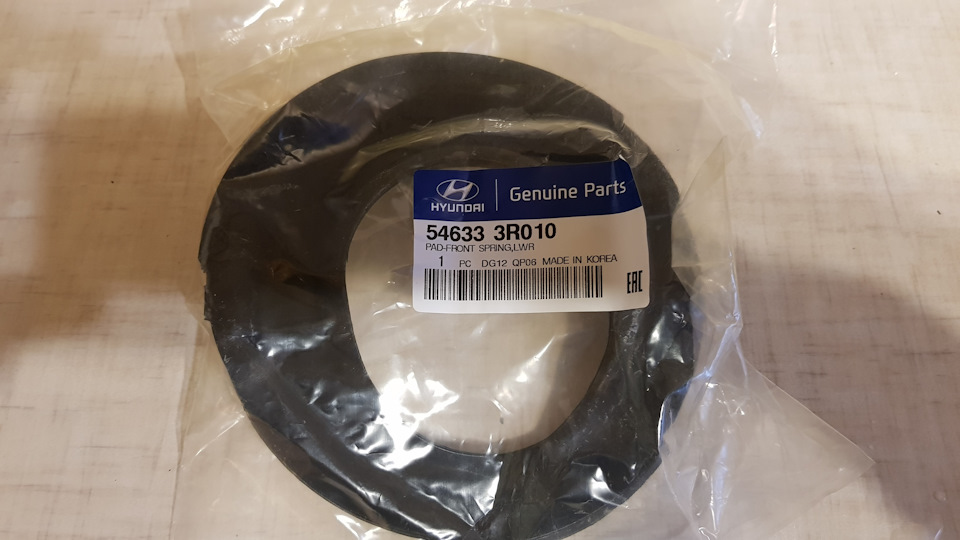 HYUNDAI
Genuine Parts
54633 3R010
PAD-FRONT SPRING,LWR
1 PC DG12 QP06 MADE IN KOREA
EAC